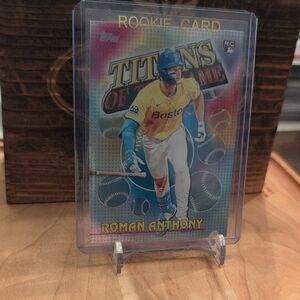 ROOKIE CARD
Topps
RC
TITANS
OF THE GAME
Boston
ROMAN ANTHONY